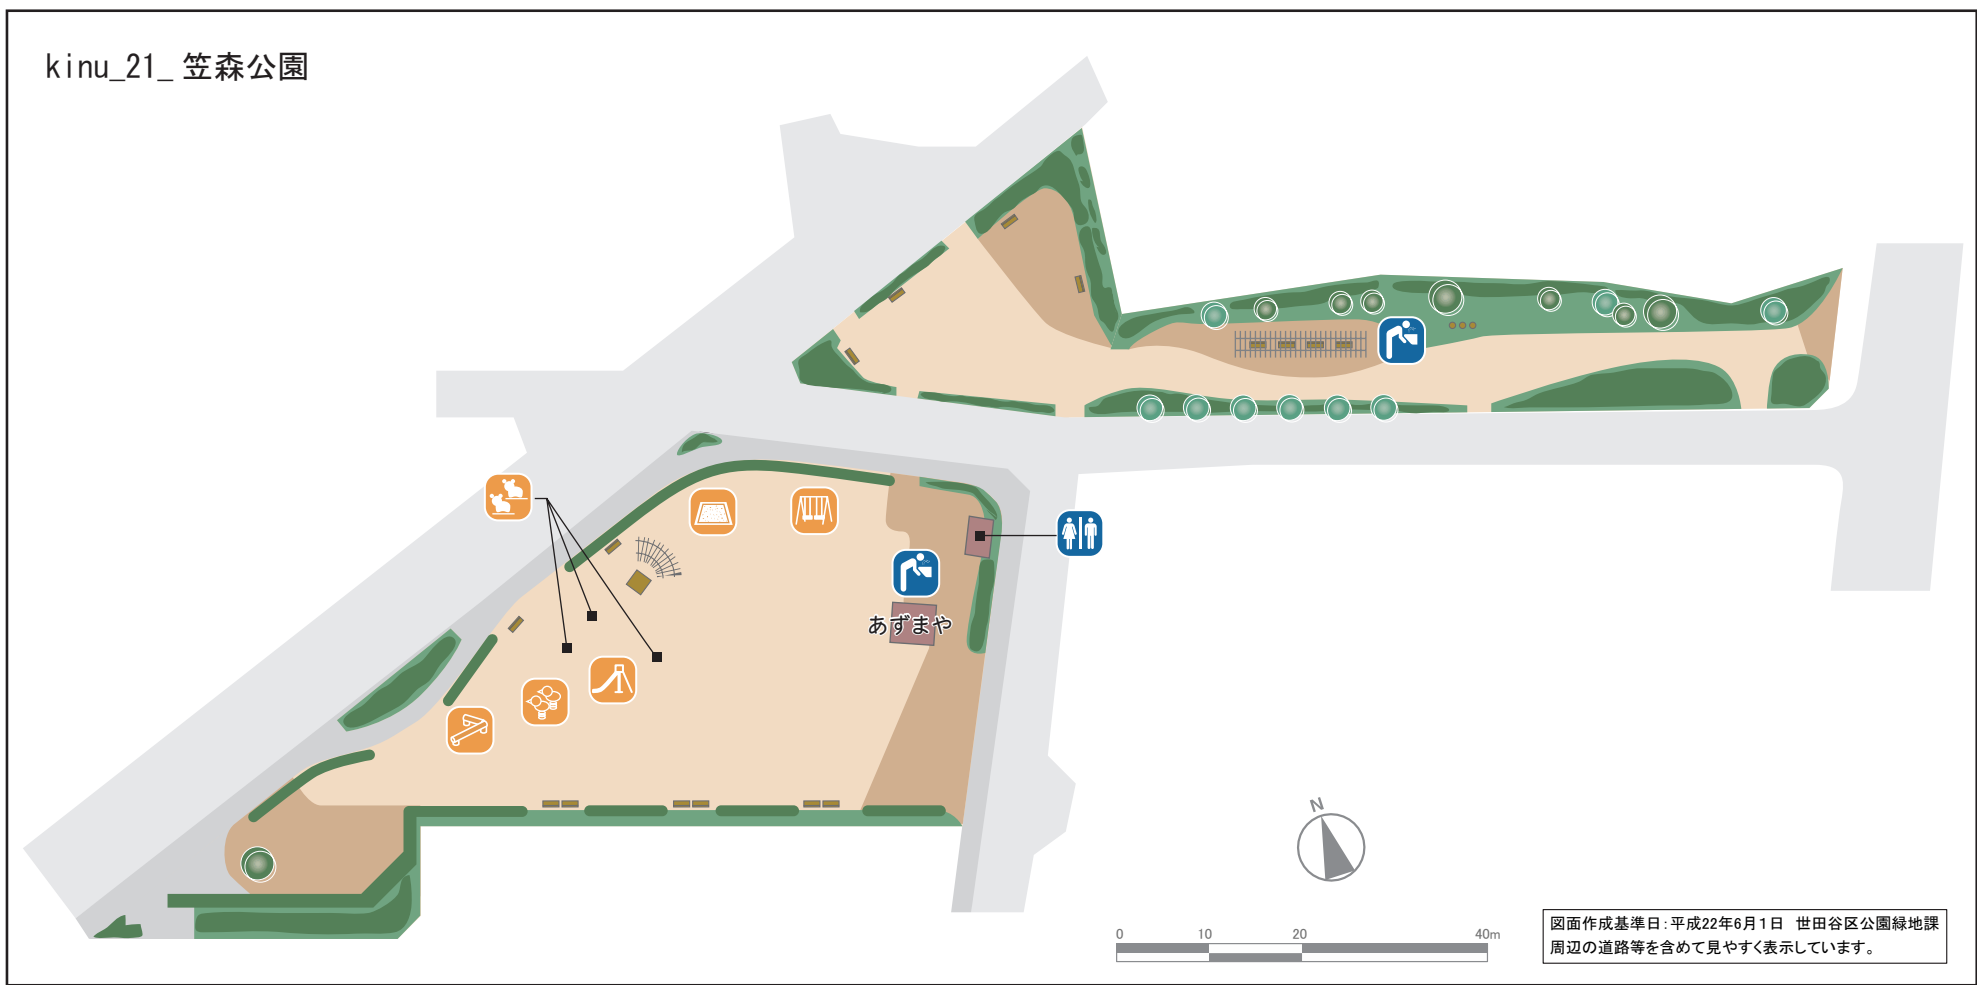 kinu_21_ 笠森公園
あずまや
N
0 10 20 40m
図面作成基準日:平成22年6月1日 世田谷区公園緑地課
周辺の道路等を含めて見やすく表示しています。